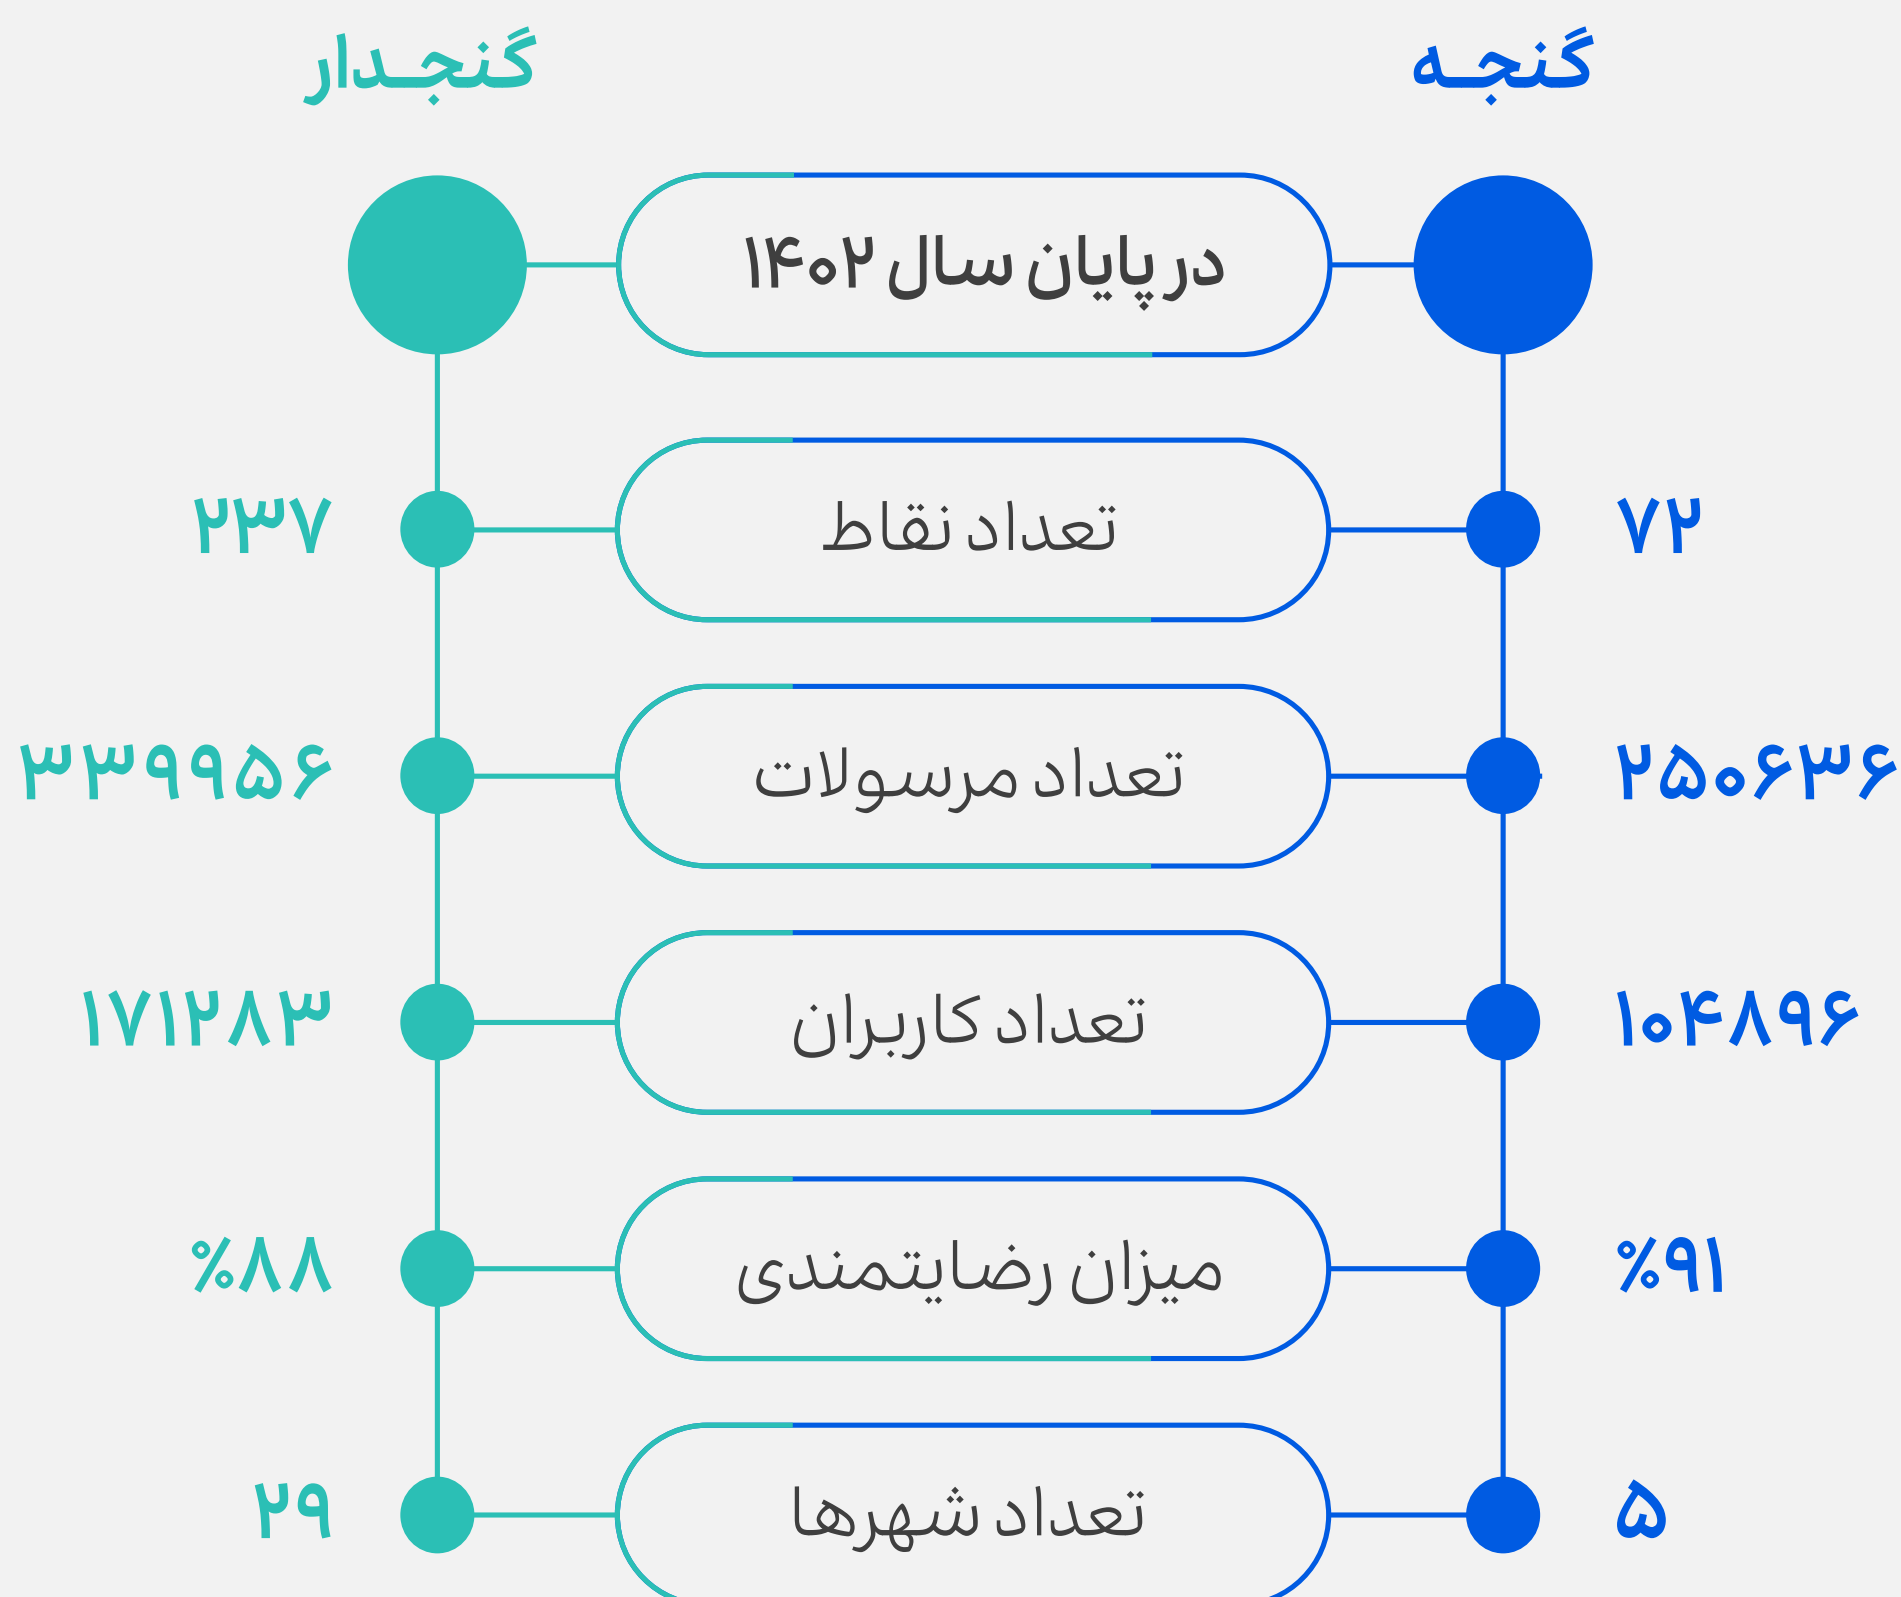 گنجه
گنجدار
در پایان سال ۱۴۰۲
۷۲
تعداد نقاط
۲۳۷
۲۵۰۶۳۶
تعداد مرسولات
۳۳۹۹۵۶
۱۰۴۸۹۶
تعداد کاربران
۱۷۱۲۸۳
%۹۱
میزان رضایتمندی
%۸۸
۵
تعداد شهرها
۲۹